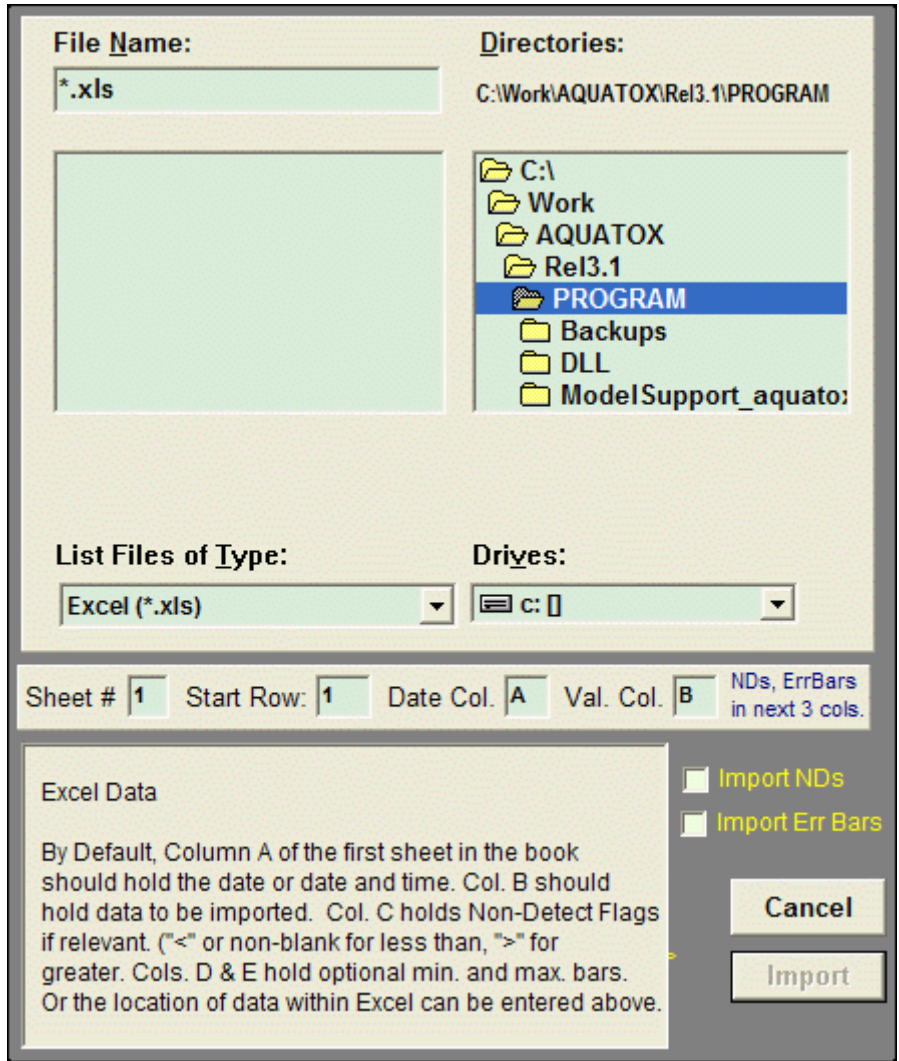 File Name:
Directories:
*.xls
C:\Work\AQUATOX\Rel3.1\PROGRAM
C:\
Work
AQUATOX
Rel3.1
PROGRAM
Backups
DLL
ModelSupport_aquatox
List Files of Type:
Drives:
Excel (*.xls)
c: []
Sheet # 1 Start Row: 1 Date Col. A Val. Col. B
NDs, ErrBars
in next 3 cols.
Excel Data
By Default, Column A of the first sheet in the book
should hold the date or date and time. Col. B should
hold data to be imported. Col. C holds Non-Detect Flags
if relevant. ("<" or non-blank for less than, ">" for
greater. Cols. D & E hold optional min. and max. bars.
Or the location of data within Excel can be entered above.
Import NDs
Import Err Bars
Cancel
Import